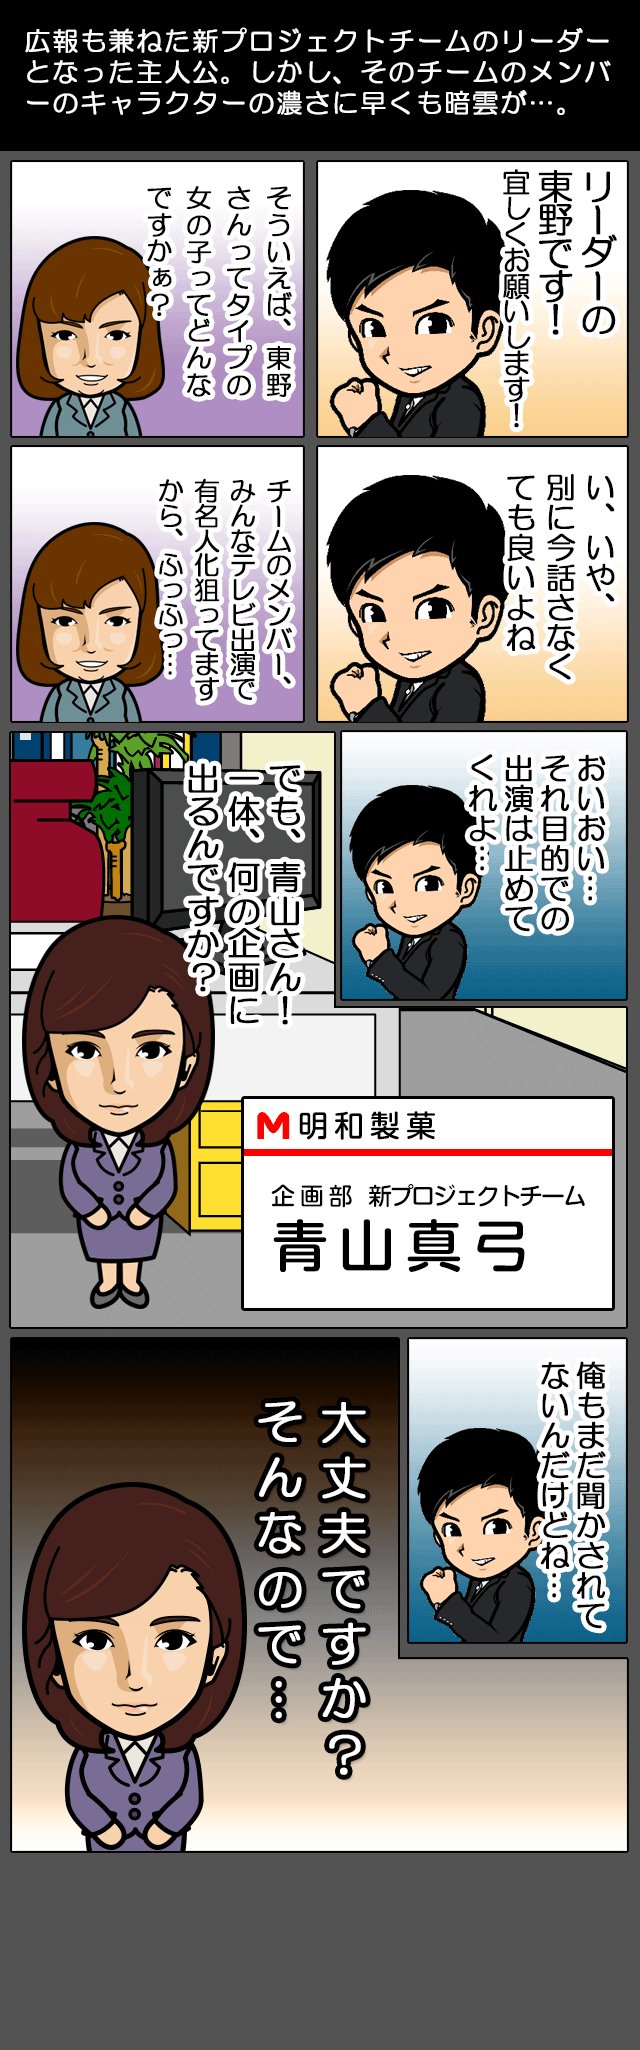 広報も兼ねた新プロジェクトチームのリーダー
となった主人公。しかし、そのチームのメンバ
ーのキャラクターの濃さに早くも暗雲が…。
リーダーの
東野です！
宜しくお願いします！
そういえば、東野
さんってタイプの
女の子ってどんな
ですかぁ？
い、いや、
別に今話さなく
ても良いよね
チームのメンバー、
みんなテレビ出演で
有名人化狙ってます
から、ふっふっ…
おいおい…
それ目的での
出演は止めて
くれよ…
でも、青山さん！
一体、何の企画に
出るんですか？
M 明和製菓
企画部 新プロジェクトチーム
青山真弓
俺もまだ聞かされて
ないんだけどね…
大丈夫ですか？
そんなので…